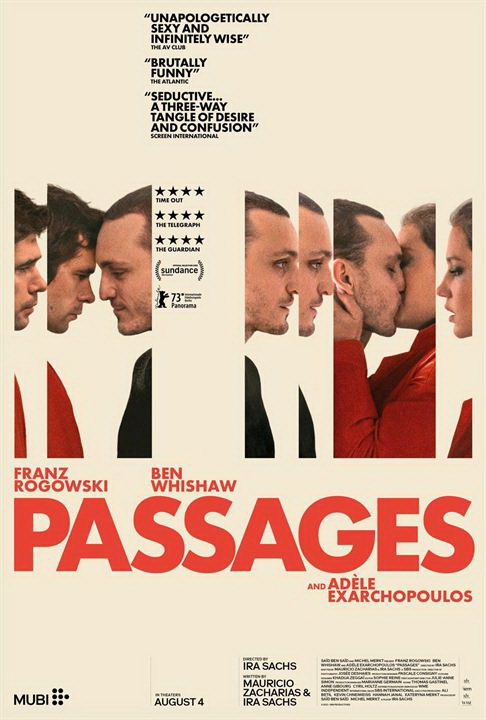 “UNAPOLOGETICALLY
SEXY AND
INFINITELY WISE”
THE AV CLUB
“BRUTALLY
FUNNY”
THE ATLANTIC
“SEDUCTIVE...
A THREE-WAY
TANGLE OF DESIRE
AND CONFUSION”
SCREEN INTERNATIONAL
★★★★
TIME OUT
★★★★
THE TELEGRAPH
★★★★
THE GUARDIAN
sundance
73
Panorama
FRANZ
ROGOWSKI
BEN
WHISHAW
PASSAGES
AND ADÈLE
EXARCHOPOULOS
MUBI
IN THEATERS
AUGUST 4
DIRECTED BY
IRA SACHS
WRITTEN BY
MAURICIO
ZACHARIAS &
IRA SACHS